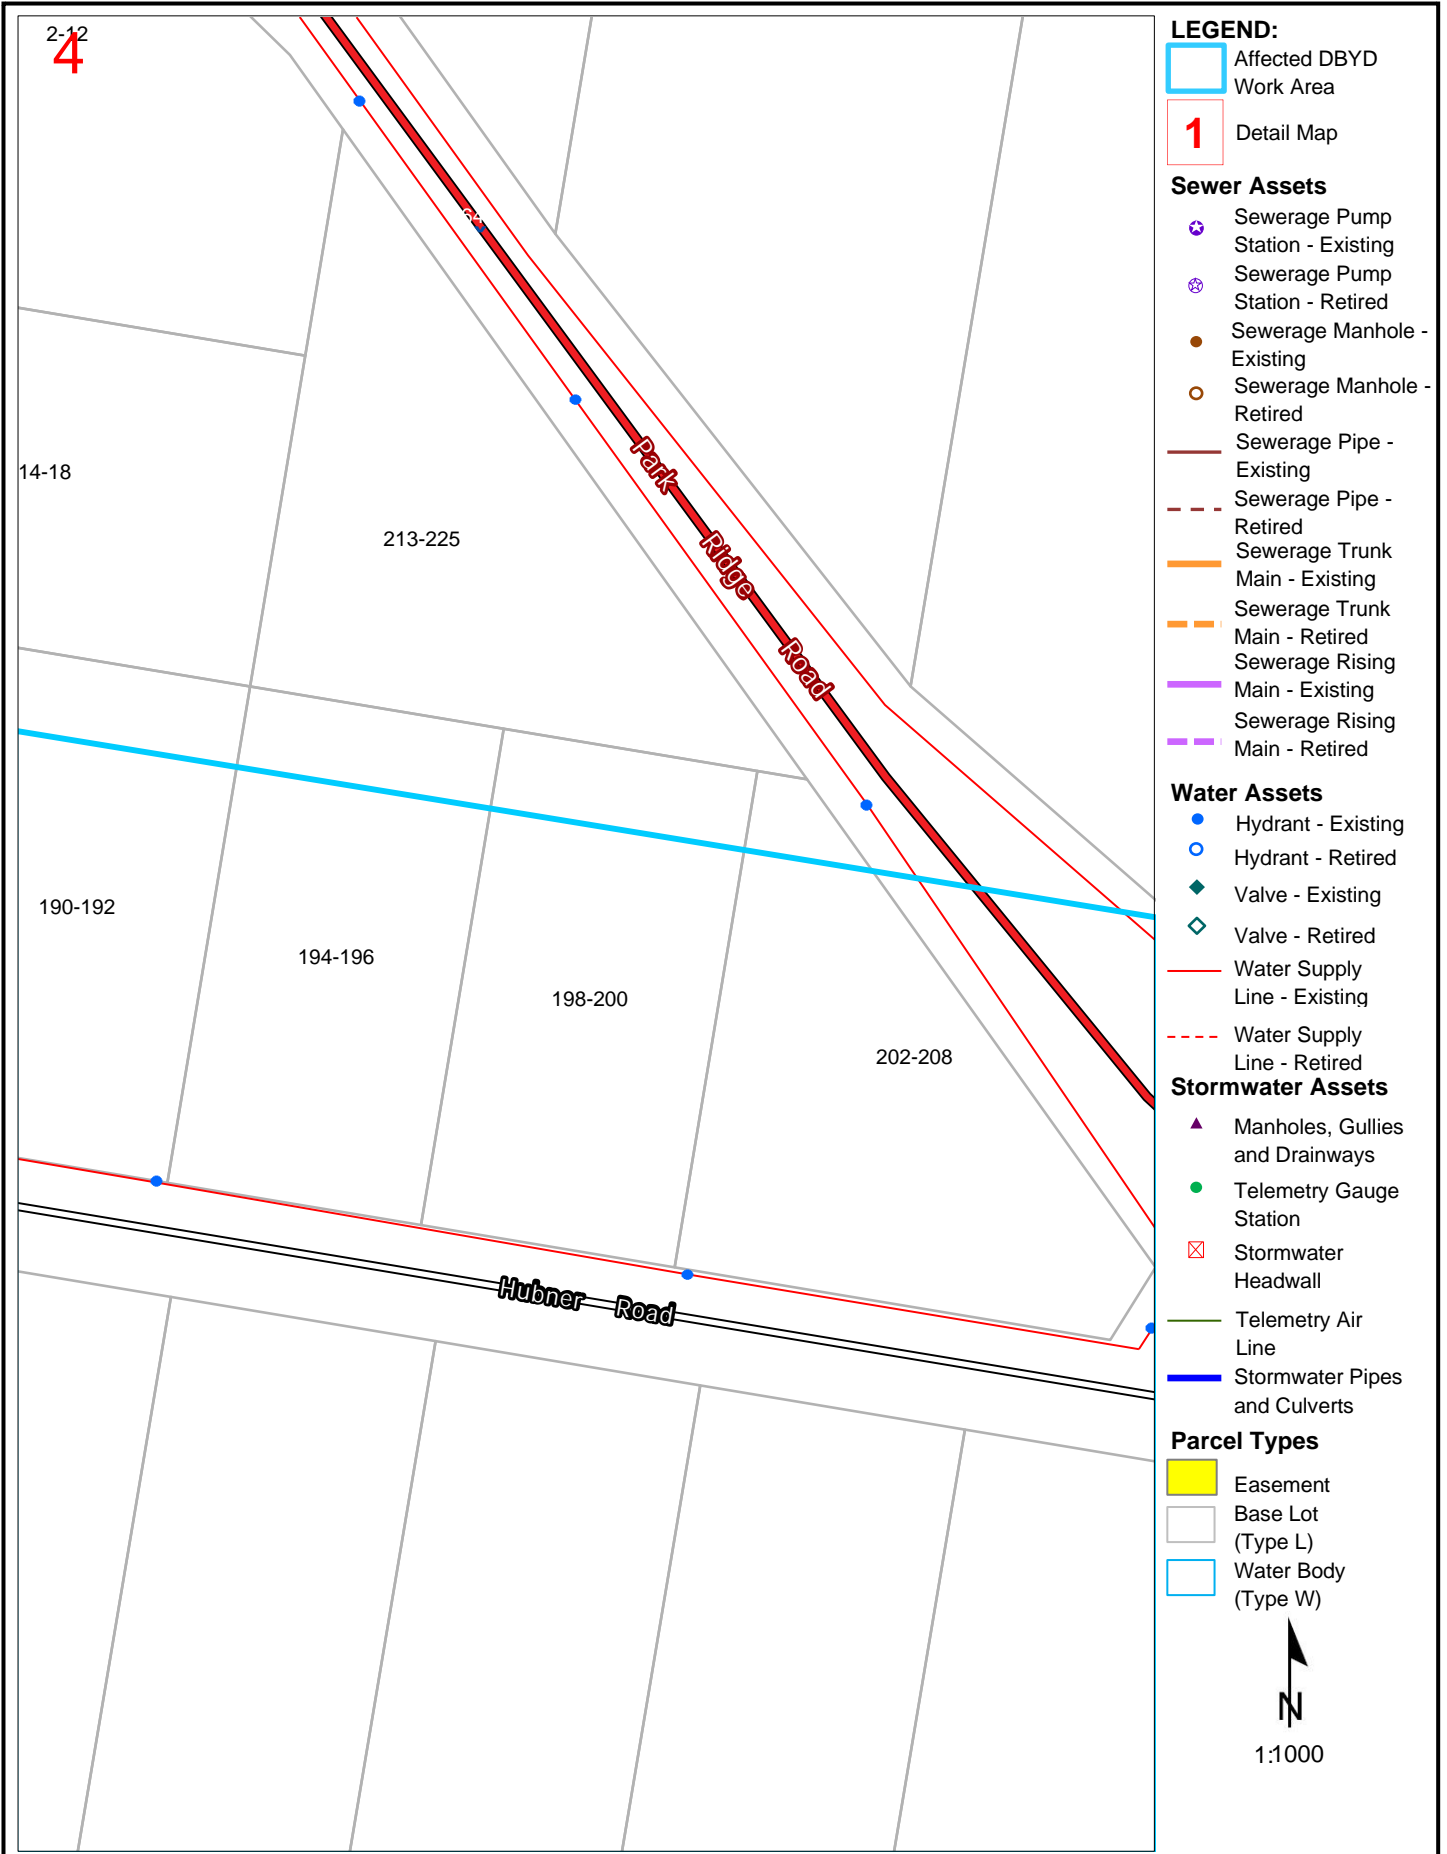 2-12
4
14-18
213-225
Park Ridge Road
190-192
194-196
198-200
202-208
Hubner Road
LEGEND:
Affected DBYD
Work Area
1
Detail Map
Sewer Assets
Sewerage Pump
Station - Existing
Sewerage Pump
Station - Retired
Sewerage Manhole -
Existing
Sewerage Manhole -
Retired
Sewerage Pipe -
Existing
Sewerage Pipe -
Retired
Sewerage Trunk
Main - Existing
Sewerage Trunk
Main - Retired
Sewerage Rising
Main - Existing
Sewerage Rising
Main - Retired
Water Assets
Hydrant - Existing
Hydrant - Retired
Valve - Existing
Valve - Retired
Water Supply
Line - Existing
Water Supply
Line - Retired
Stormwater Assets
Manholes, Gullies
and Drainways
Telemetry Gauge
Station
Stormwater
Headwall
Telemetry Air
Line
Stormwater Pipes
and Culverts
Parcel Types
Easement
Base Lot
(Type L)
Water Body
(Type W)
N
1:1000